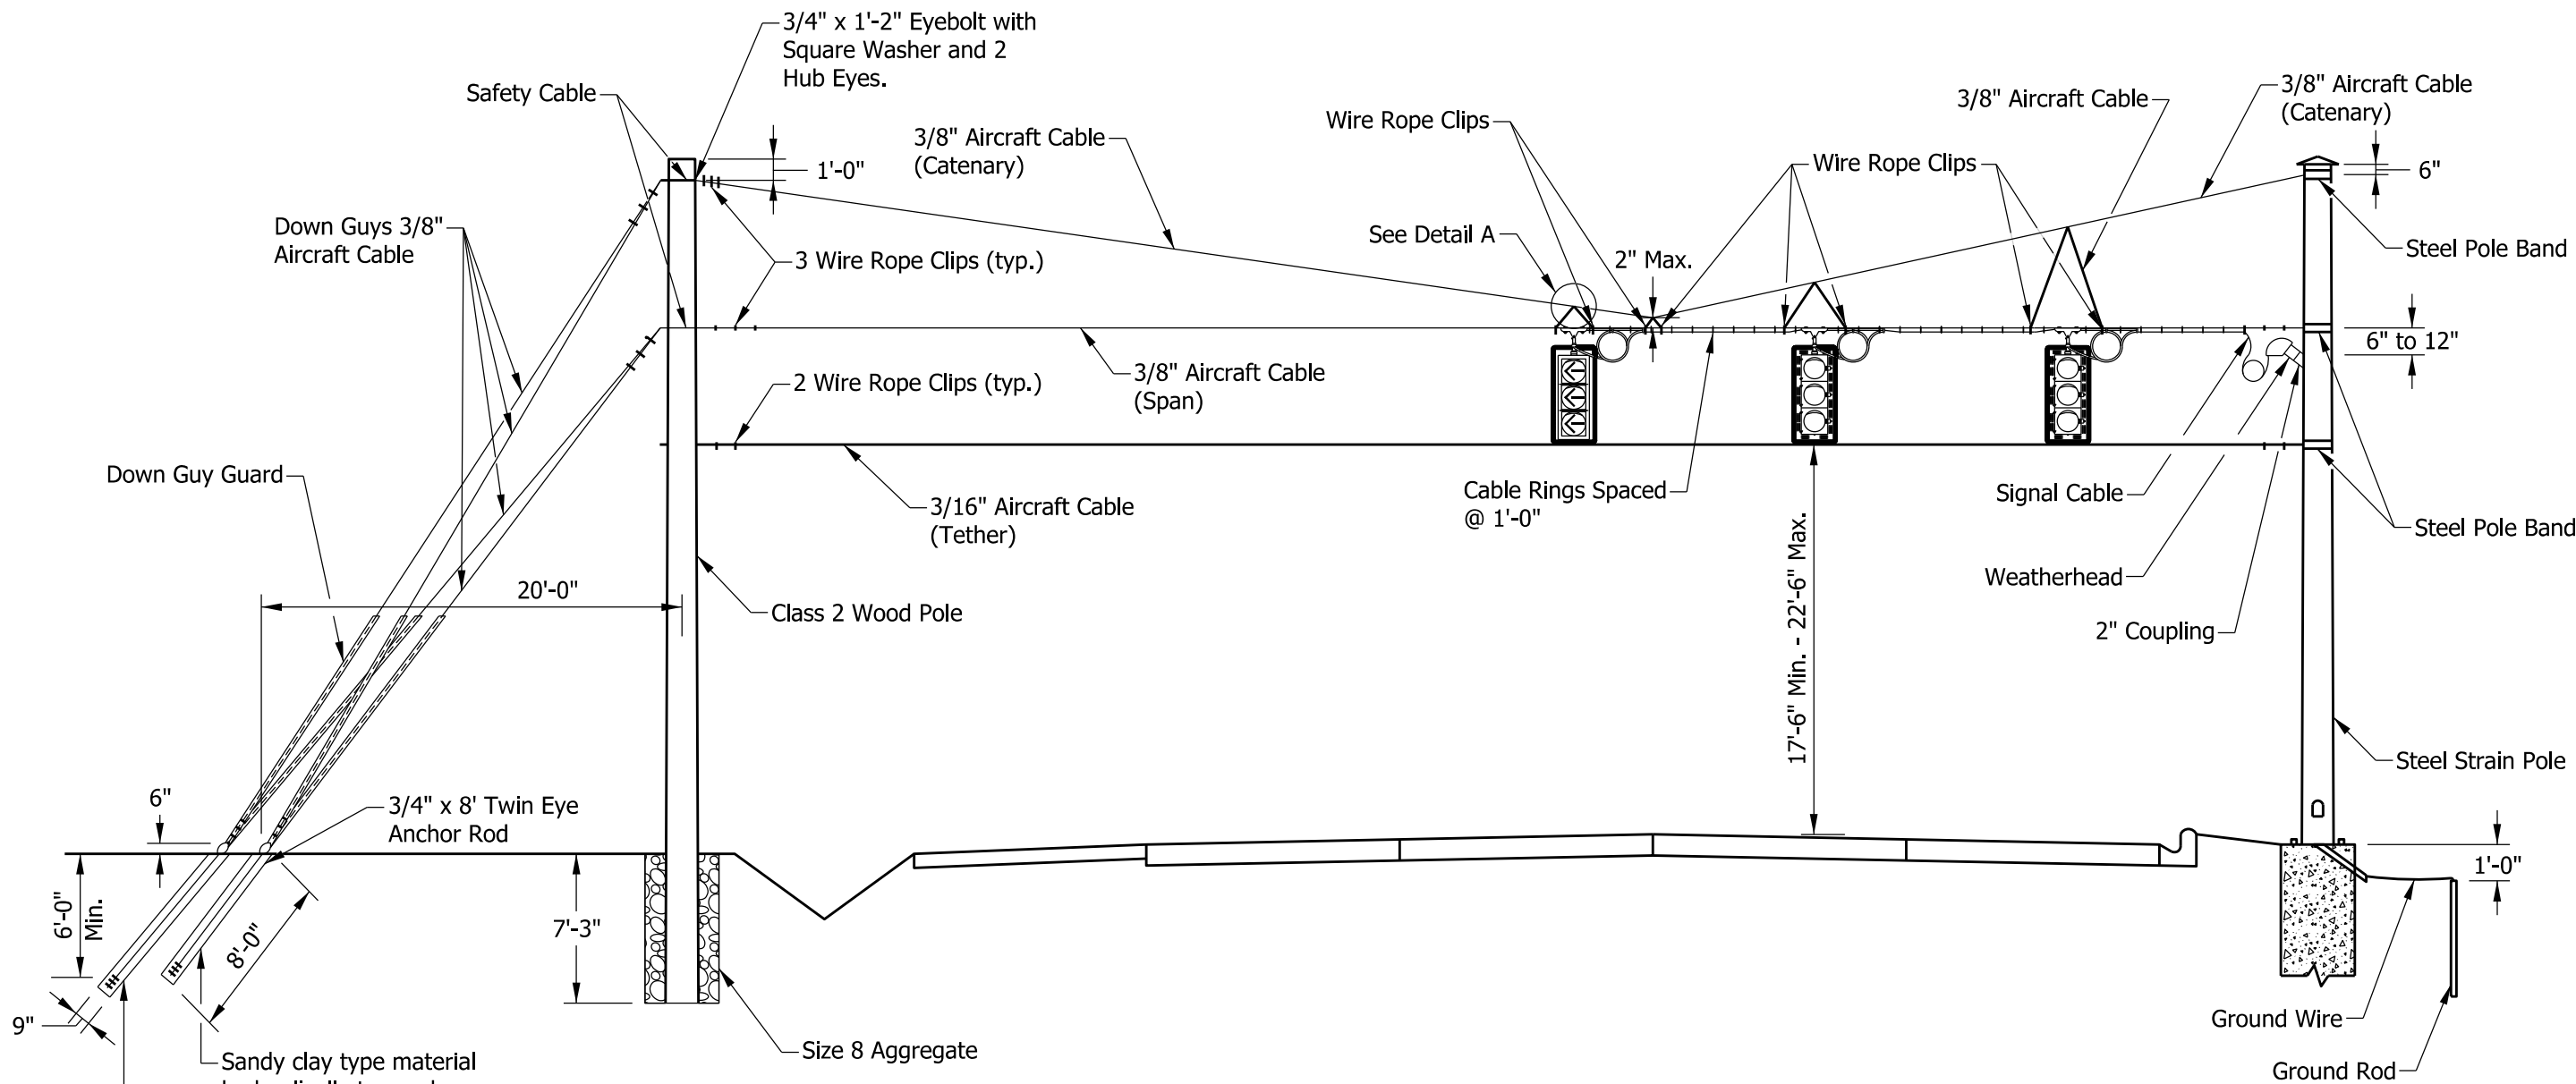 3/4" x 1'-2" Eyebolt with
Square Washer and 2
Hub Eyes.
Safety Cable
3/8" Aircraft Cable
(Catenary)
Wire Rope Clips
3/8" Aircraft Cable
3/8" Aircraft Cable
(Catenary)
1'-0"
Wire Rope Clips
6"
Down Guys 3/8"
Aircraft Cable
See Detail A
3 Wire Rope Clips (typ.)
2" Max.
Steel Pole Band
6" to 12"
2 Wire Rope Clips (typ.)
3/8" Aircraft Cable
(Span)
Down Guy Guard
3/16" Aircraft Cable
(Tether)
Cable Rings Spaced
@ 1'-0"
Signal Cable
Steel Pole Band
17'-6" Min. - 22'-6" Max.
Weatherhead
20'-0"
Class 2 Wood Pole
2" Coupling
Steel Strain Pole
6"
3/4" x 8' Twin Eye
Anchor Rod
1'-0"
6'-0"
Min.
8'-0"
7'-3"
9"
Ground Wire
Size 8 Aggregate
Sandy clay type material
Ground Rod